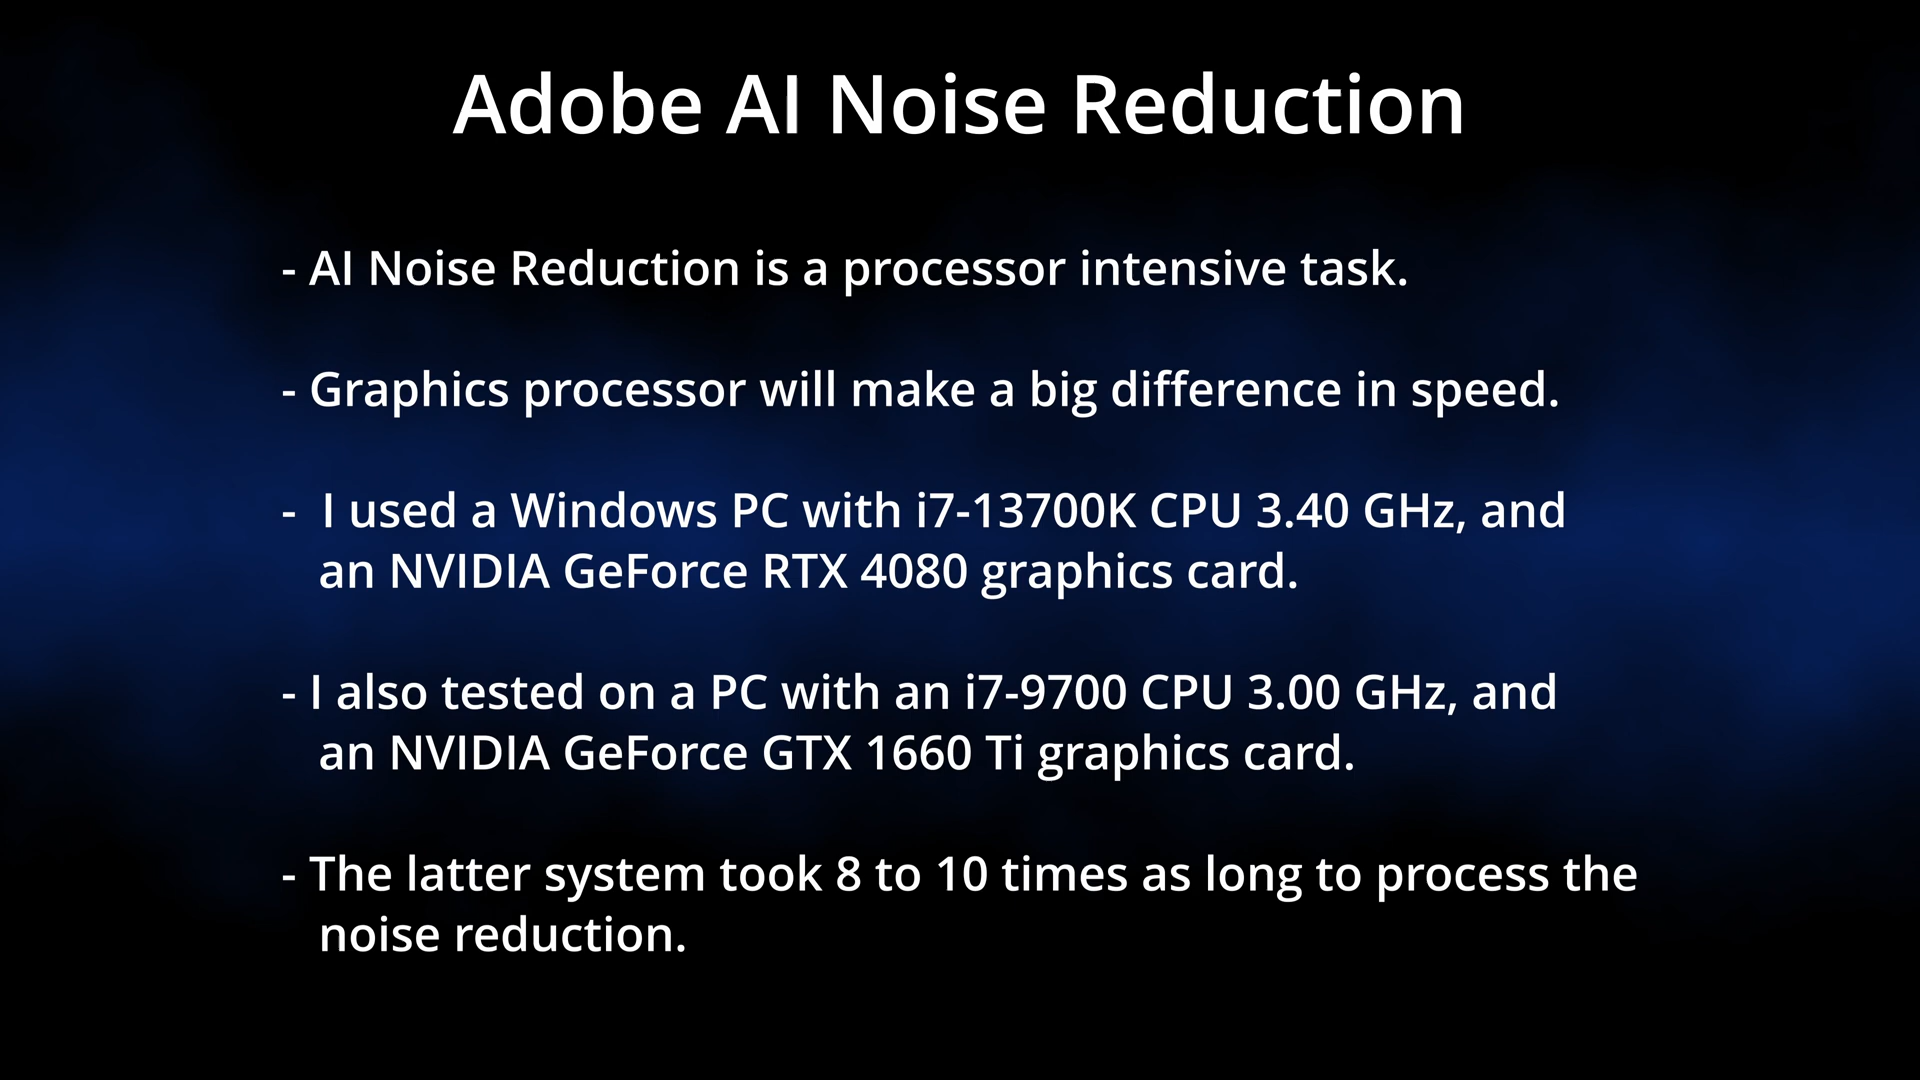 Adobe AI Noise Reduction
- AI Noise Reduction is a processor intensive task.
- Graphics processor will make a big difference in speed.
-  I used a Windows PC with i7-13700K CPU 3.40 GHz, and
an NVIDIA GeForce RTX 4080 graphics card.
- I also tested on a PC with an i7-9700 CPU 3.00 GHz, and
an NVIDIA GeForce GTX 1660 Ti graphics card.
- The latter system took 8 to 10 times as long to process the
noise reduction.